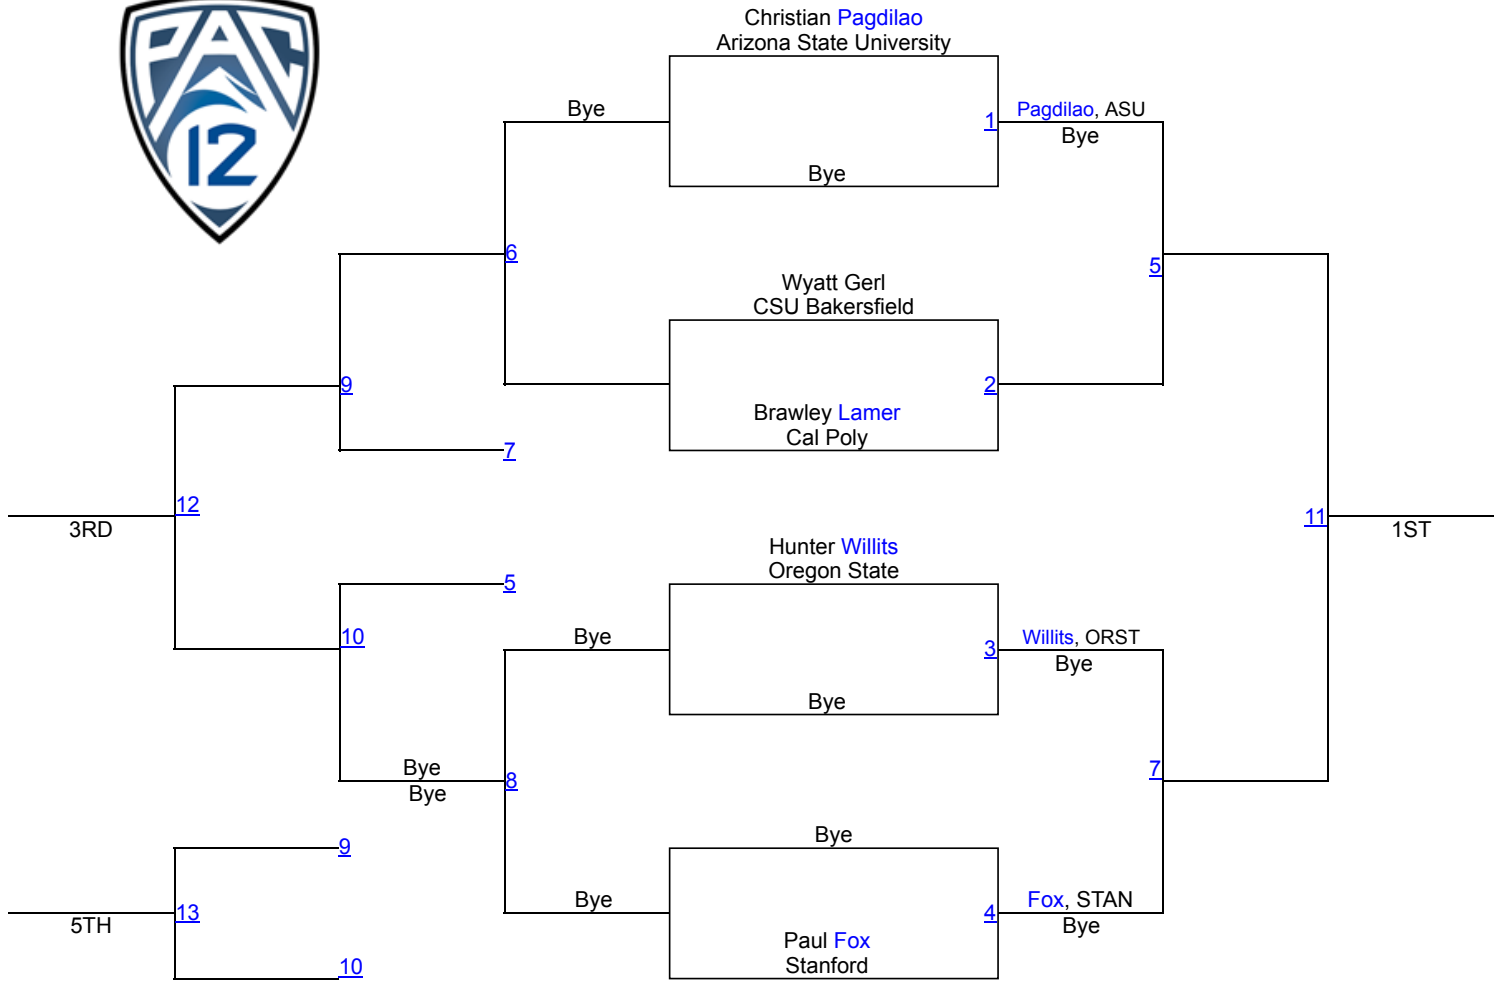 PAC
12
Christian Pagdilao
Arizona State University
Bye
1
Pagdilao, ASU
Bye
Bye
6
5
Wyatt Gerl
CSU Bakersfield
9
2
Brawley Lamer
Cal Poly
7
12
3RD
11
1ST
Hunter Willits
Oregon State
5
10
Bye
3
Willits, ORST
Bye
Bye
Bye
Bye
8
7
Bye
9
Bye
4
Fox, STAN
Bye
13
5TH
Paul Fox
Stanford
10